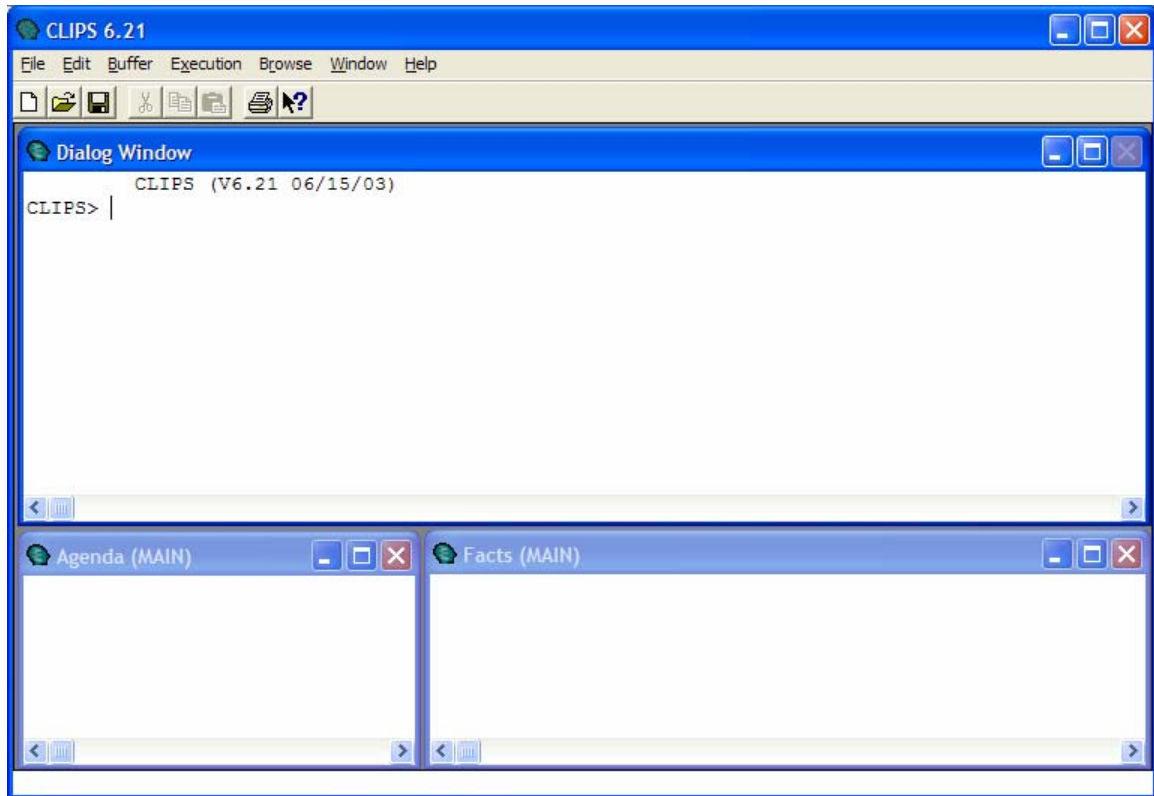 CLIPS 6.21
File Edit Buffer Execution Browse Window Help
Dialog Window
CLIPS (V6.21 06/15/03)
CLIPS>
Agenda (MAIN)
Facts (MAIN)